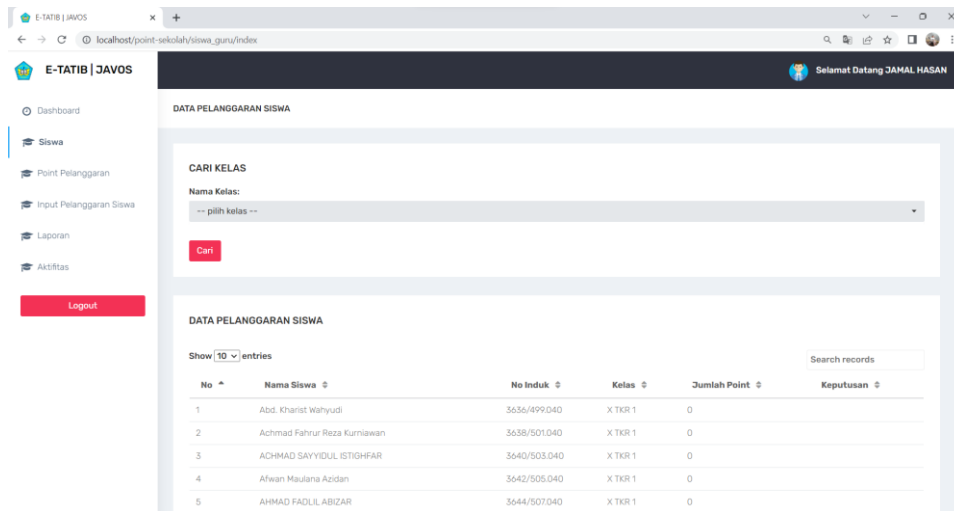 E-TATIB | JAVOS
localhost/point-sekolah/siswa_guru/index
E-TATIB | JAVOS
Selamat Datang JAMAL HASAN
Dashboard
Siswa
Point Pelanggaran
Input Pelanggaran Siswa
Laporan
Aktifitas
Logout
DATA PELANGGARAN SISWA
CARI KELAS
Nama Kelas:
-- pilih kelas --
Cari
DATA PELANGGARAN SISWA
Show 10 entries
Search records
No Nama Siswa No Induk Kelas Jumlah Point Keputusan
1 Abd. Kharist Wahyudi 3636/499.040 X TKR 1 0
2 Achmad Fahrur Reza Kurniawan 3638/501.040 X TKR 1 0
3 ACHMAD SAYYIDUL ISTIGHFAR 3640/503.040 X TKR 1 0
4 Afwan Maulana Azidan 3642/505.040 X TKR 1 0
5 AHMAD FADLIL ABIZAR 3644/507.040 X TKR 1 0